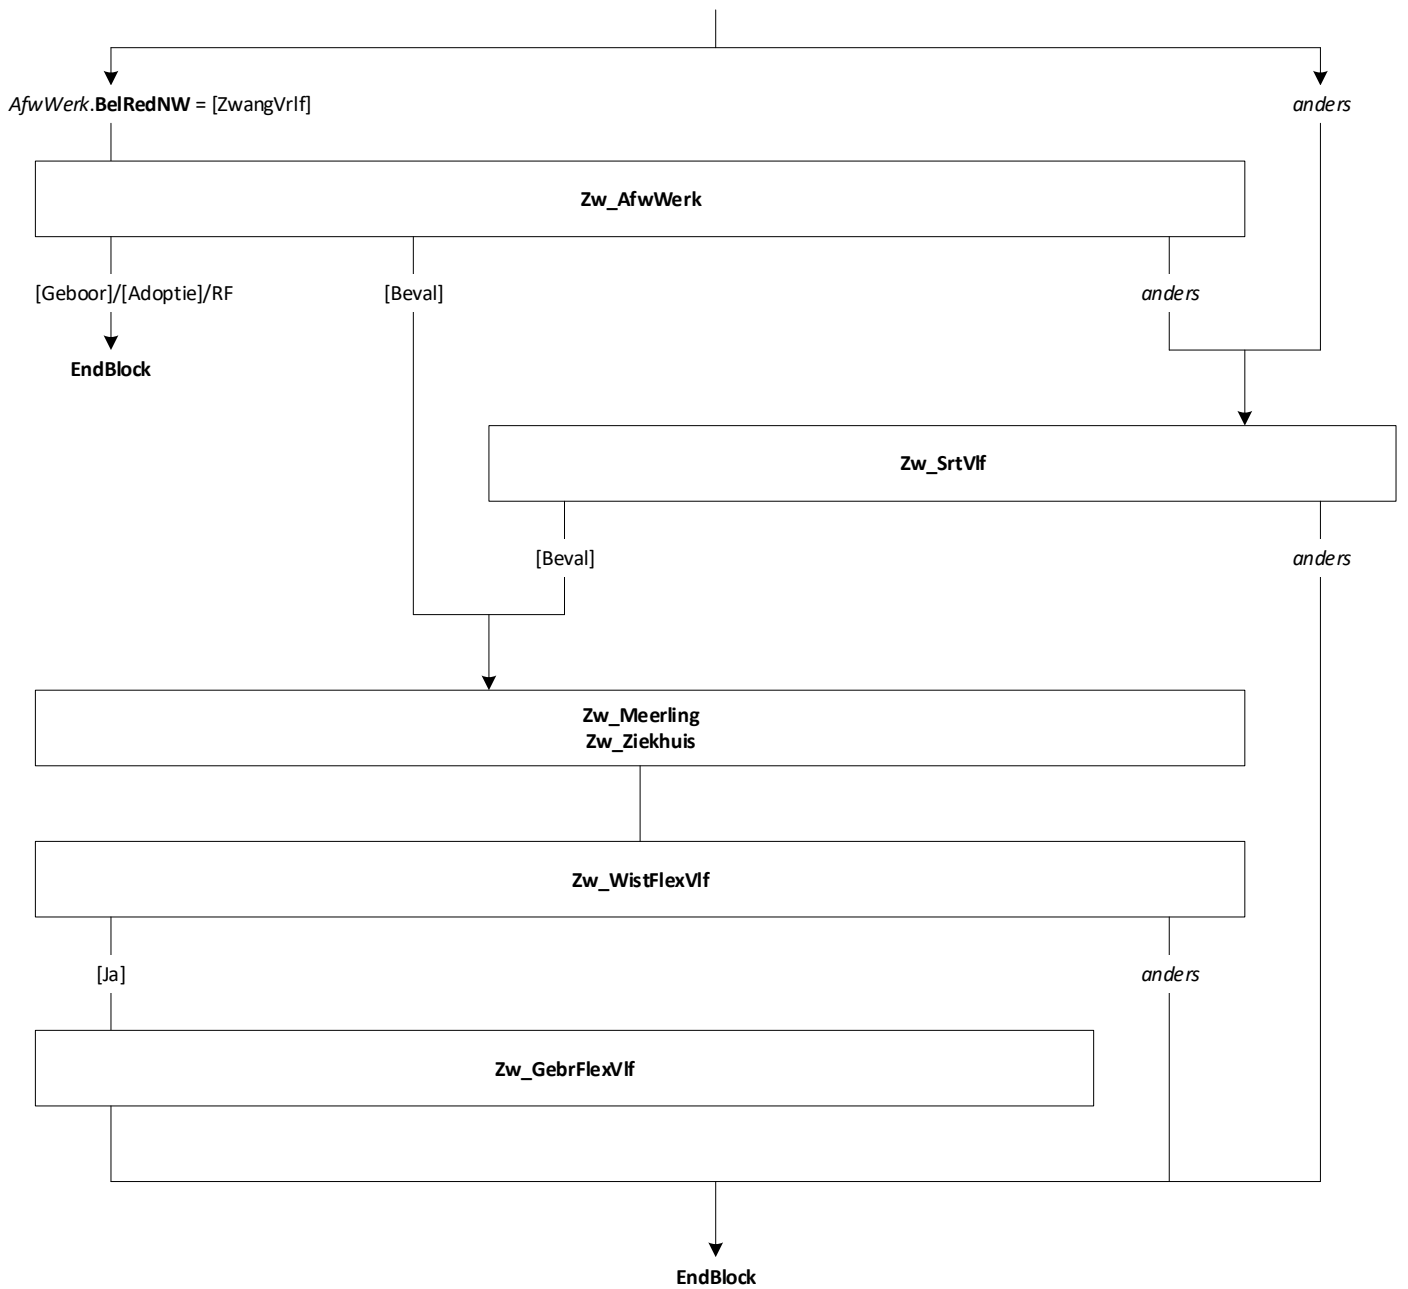 AfwWerk.BelRedNW = [ZwangVrlf]
anders
Zw_AfwWerk
[Geboor]/[Adoptie]/RF
[Beval]
anders
EndBlock
Zw_SrtVlf
[Beval]
anders
Zw_Meerling
Zw_Ziekhuis
Zw_WistFlexVlf
[Ja]
anders
Zw_GebrFlexVlf
EndBlock